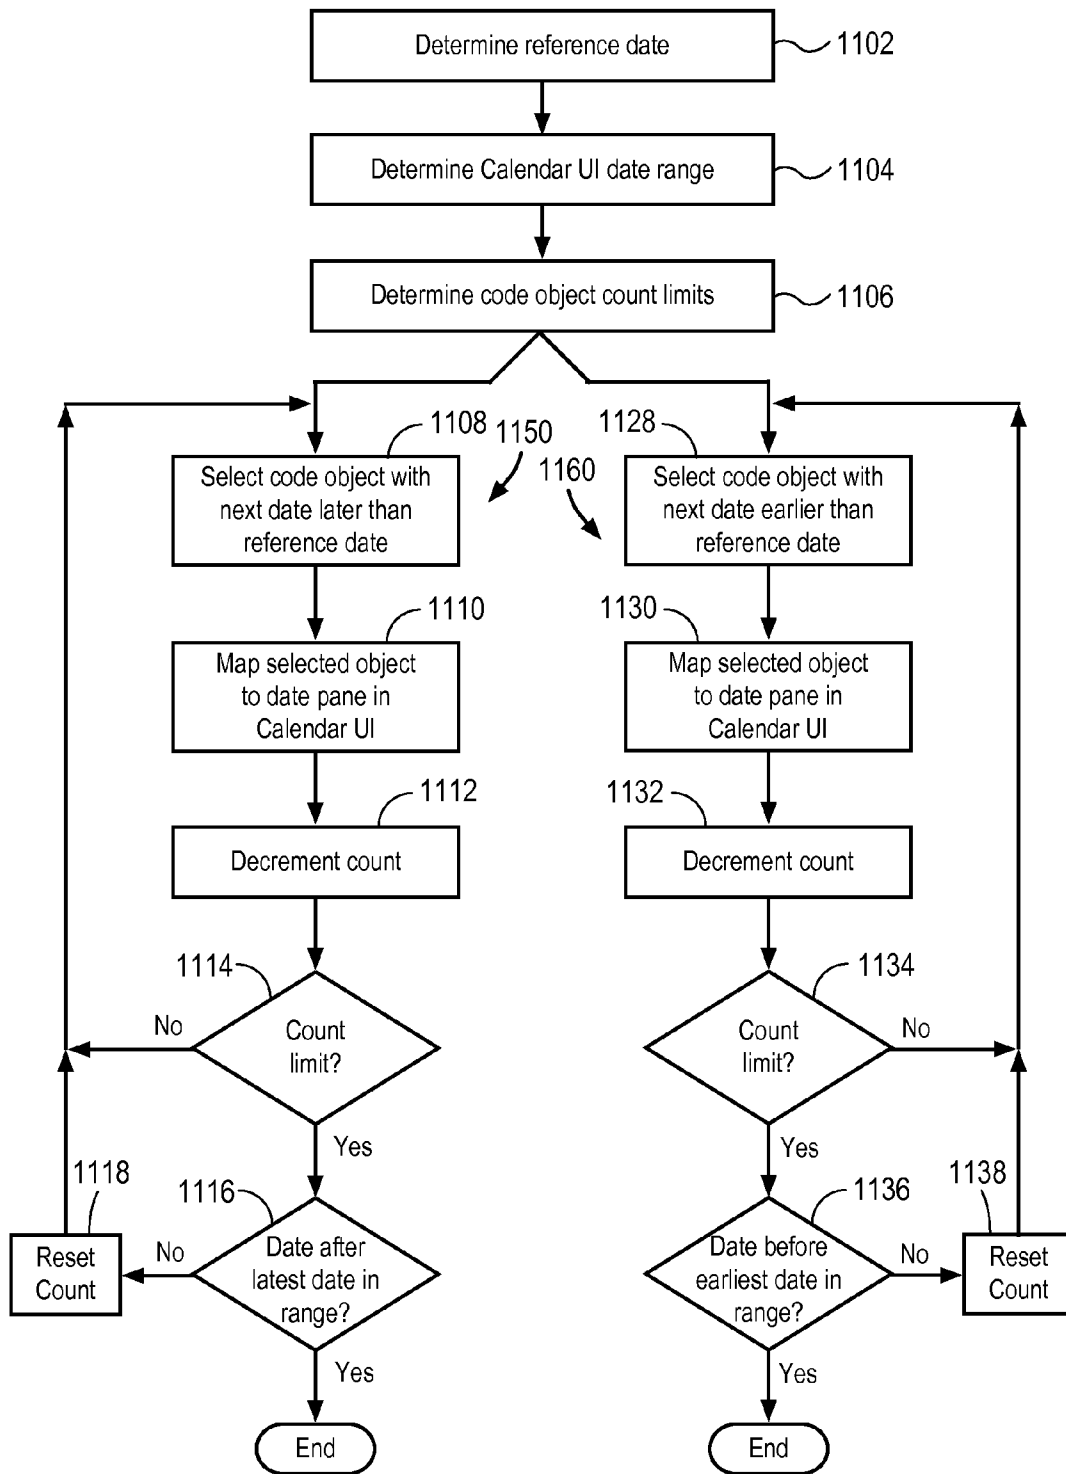 Determine reference date
1102
Determine Calendar UI date range
1104
Determine code object count limits
1106
1108
1150
1128
1160
Select code object with
next date later than
reference date
Select code object with
next date earlier than
reference date
1110
1130
Map selected object
to date pane in
Calendar UI
Map selected object
to date pane in
Calendar UI
1112
1132
Decrement count
Decrement count
1114
1134
No
Count
limit?
Count
limit?
No
Yes
Yes
1118
1116
1136
1138
Reset
Count
No
Date after
latest date in
range?
Date before
earliest date in
range?
No
Reset
Count
Yes
Yes
End
End